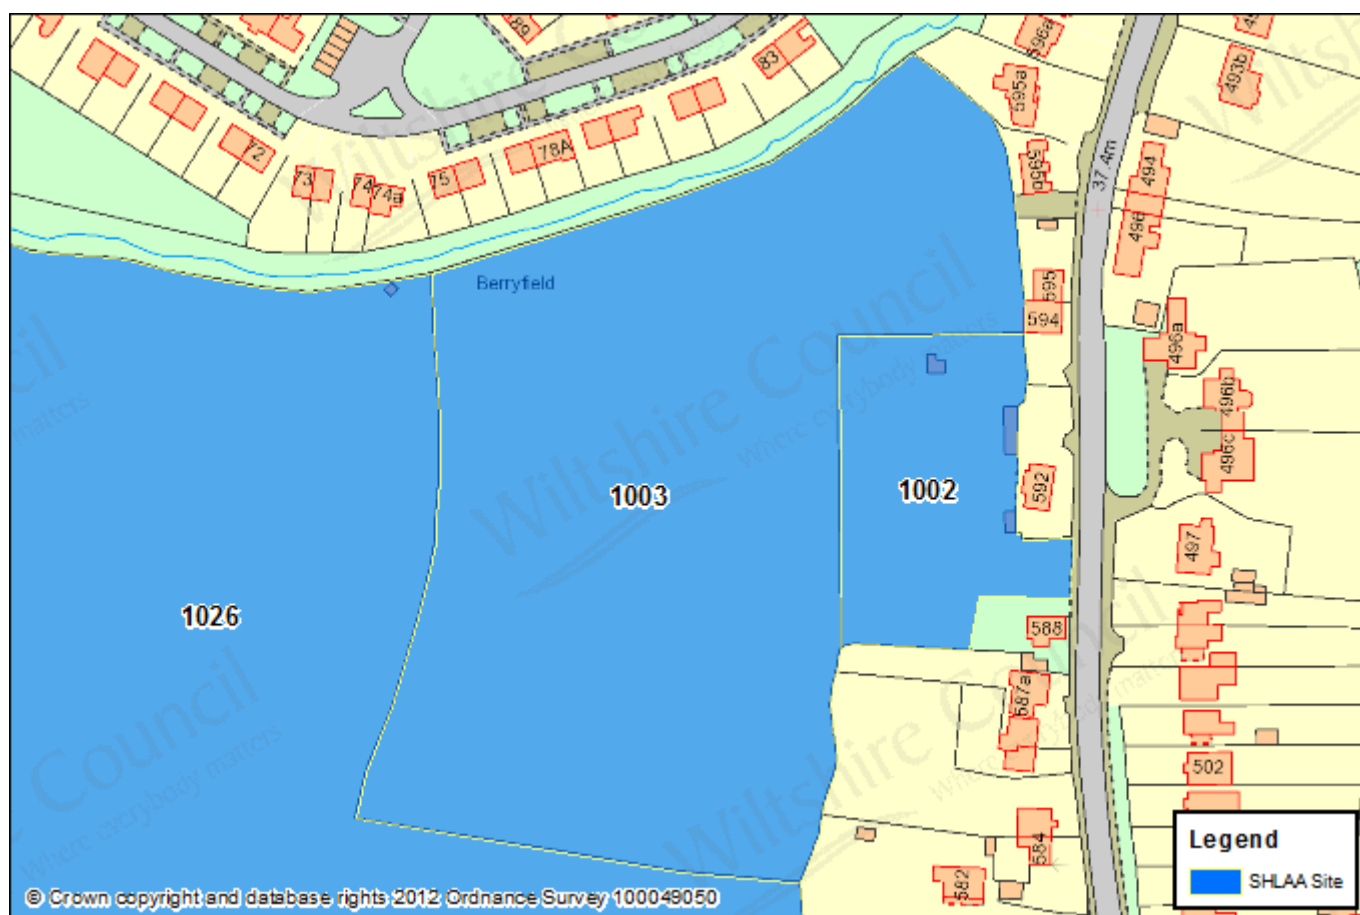 89
83
596a
595a
595b
493b
494
496
37.4m
72
73
74
74a
75
78A
Berryfield
595
594
496a
496b
496c
1003
1002
592
497
1026
588
587a
502
584
582
Wiltshire Council
Where everybody matters
Legend
SHLAA Site
© Crown copyright and database rights 2012 Ordnance Survey 100049050